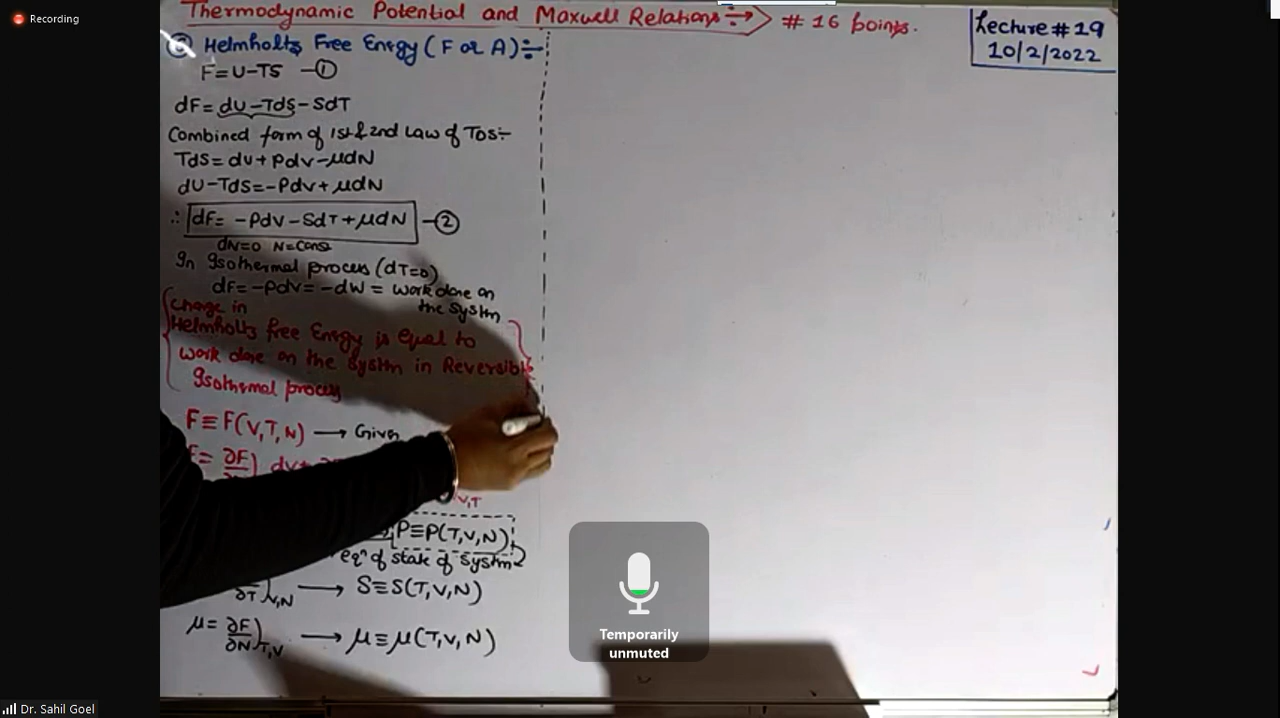 Recording
Thermodynamic Potential and Maxwell Relations ÷→ # 16 points.
Lecture # 19
10/2/2022
Helmholtz Free Energy (F or A)÷
F = U-TS —①
dF = dU-Tds-SdT
Combined form of 1st & 2nd Law of TDS÷
Tds = dU + Pdv-μdN
dU-Tds = -Pdv + μdN
∴ dF = -Pdv - SdT + μdN —②
dN=0 N=Const
In Isothermal process (dT=0)
dF = -Pdv = -dW = work done on
the System
Change in
Helmholtz free Energy is equal to
work done on the System in Reversible
Isothermal process
F ≡ F(V,T,N) → Given
= ∂F
V,T
P≡P(T,V,N)
eqⁿ of state of System
∂T)V,N → S≡S(T,V,N)
μ = ∂F/∂N)T,V → μ≡μ(T,V,N)
Temporarily
unmuted
Dr. Sahil Goel